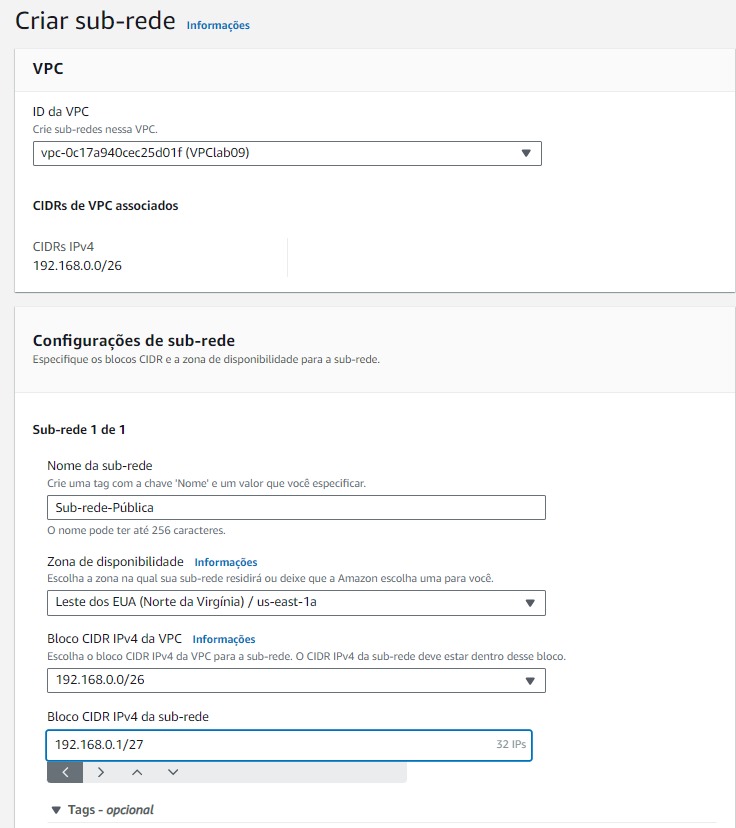 Criar sub-rede Informações
VPC
ID da VPC
Crie sub-redes nessa VPC.
vpc-0c17a940cec25d01f (VPClab09)
CIDRs de VPC associados
CIDRs IPv4
192.168.0.0/26
Configurações de sub-rede
Especifique os blocos CIDR e a zona de disponibilidade para a sub-rede.
Sub-rede 1 de 1
Nome da sub-rede
Crie uma tag com a chave 'Nome' e um valor que você especificar.
Sub-rede-Pública
O nome pode ter até 256 caracteres.
Zona de disponibilidade Informações
Escolha a zona na qual sua sub-rede residirá ou deixe que a Amazon escolha uma para você.
Leste dos EUA (Norte da Virgínia) / us-east-1a
Bloco CIDR IPv4 da VPC Informações
Escolha o bloco CIDR IPv4 da VPC para a sub-rede. O CIDR IPv4 da sub-rede deve estar dentro desse bloco.
192.168.0.0/26
Bloco CIDR IPv4 da sub-rede
192.168.0.1/27 32 IPs
Tags - opcional